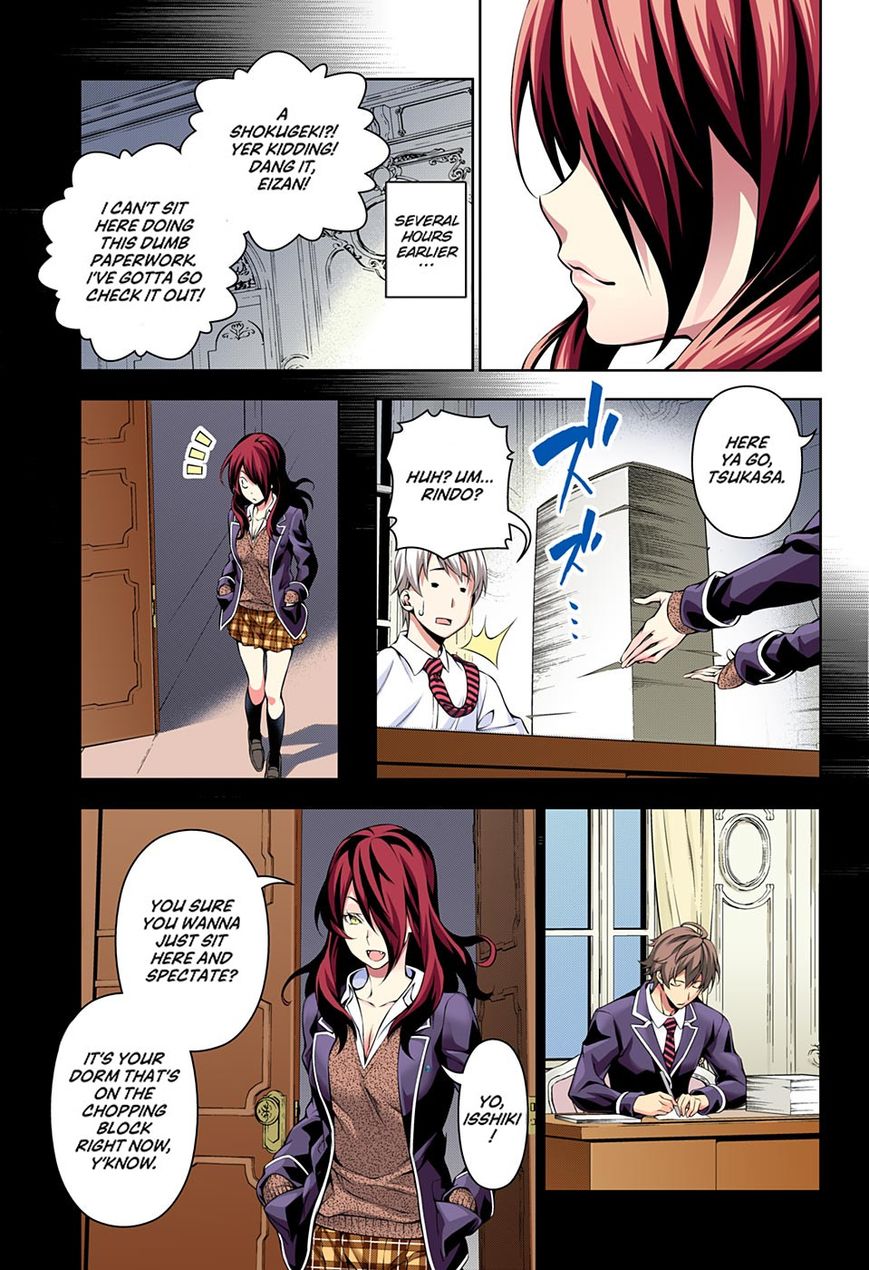 SEVERAL
HOURS
EARLIER
...
A
SHOKUGEKI?!
YER KIDDING!
DANG IT,
EIZAN!
I CAN'T SIT
HERE DOING
THIS DUMB
PAPERWORK.
I'VE GOTTA GO
CHECK IT OUT!
HERE
YA GO,
TSUKASA.
ズ
ズ...
HUH? UM...
RINDO?
YO,
ISSHIKI
!
YOU SURE
YOU WANNA
JUST SIT
HERE AND
SPECTATE?
IT'S YOUR
DORM THAT'S
ON THE
CHOPPING
BLOCK
RIGHT NOW,
Y'KNOW.